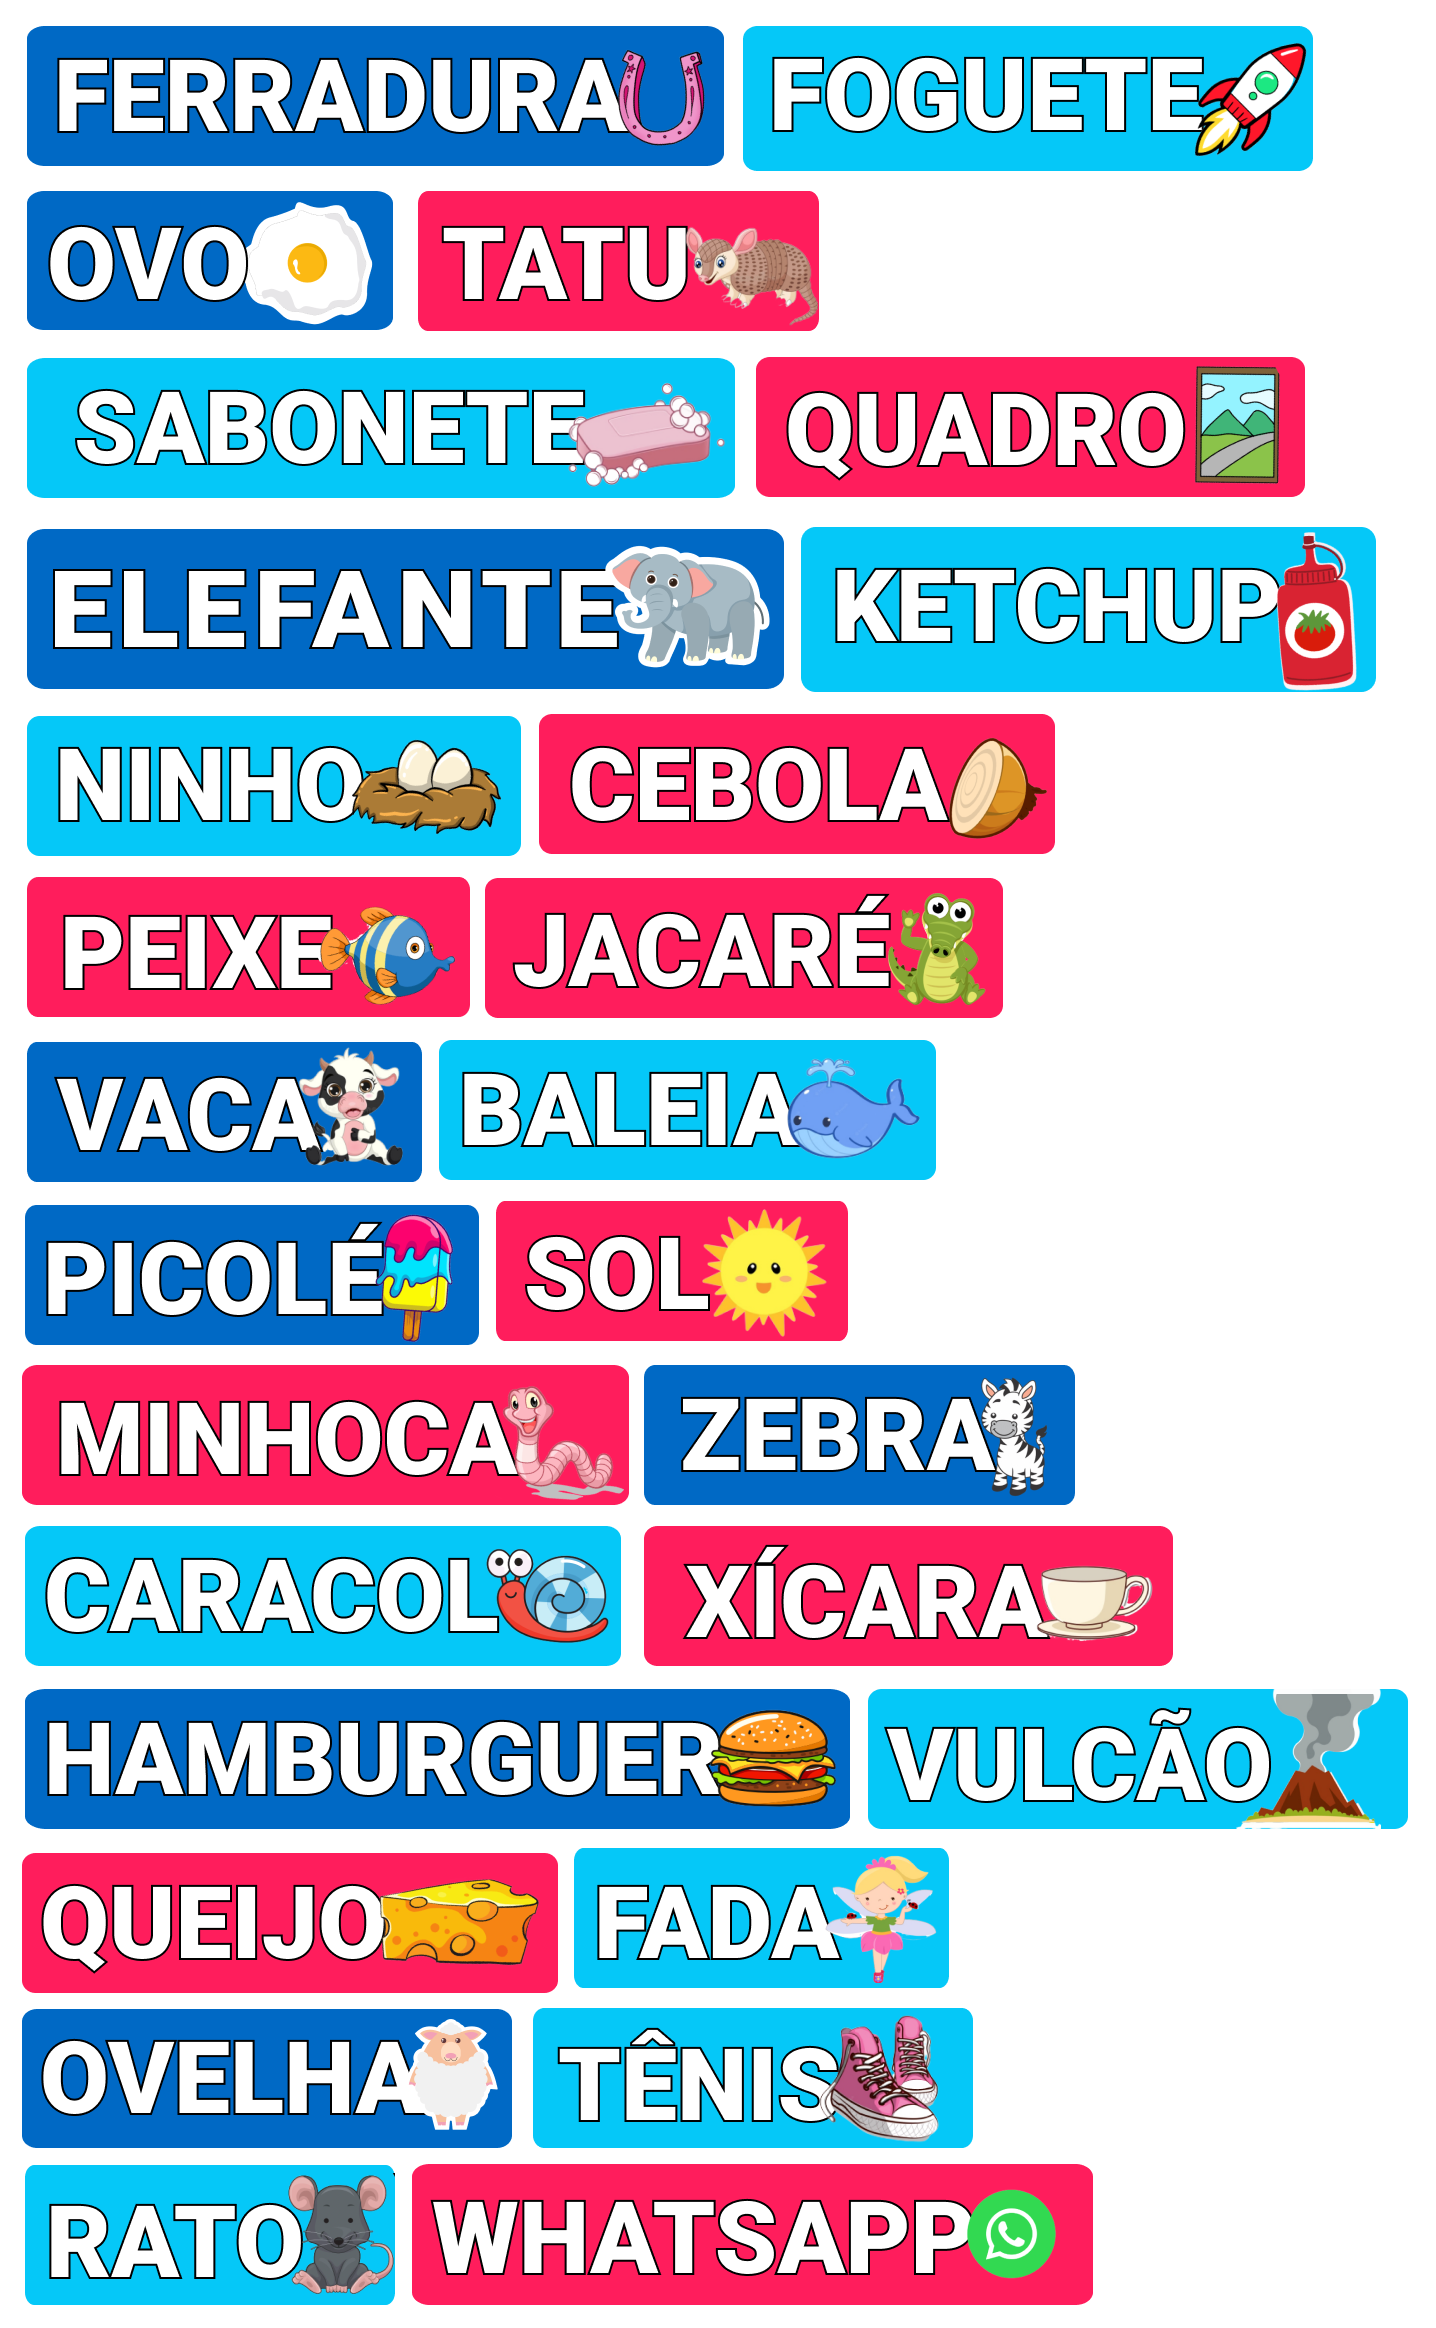 FERRADURA FOGUETE
OVO TATU
SABONETE QUADRO
ELEFANTE KETCHUP
NINHO CEBOLA
PEIXE JACARÉ
VACA BALEIA
PICOLÉ SOL
MINHOCA ZEBRA
CARACOL XÍCARA
HAMBURGUER VULCÃO
QUEIJO FADA
OVELHA TÊNIS
RATO WHATSAPP